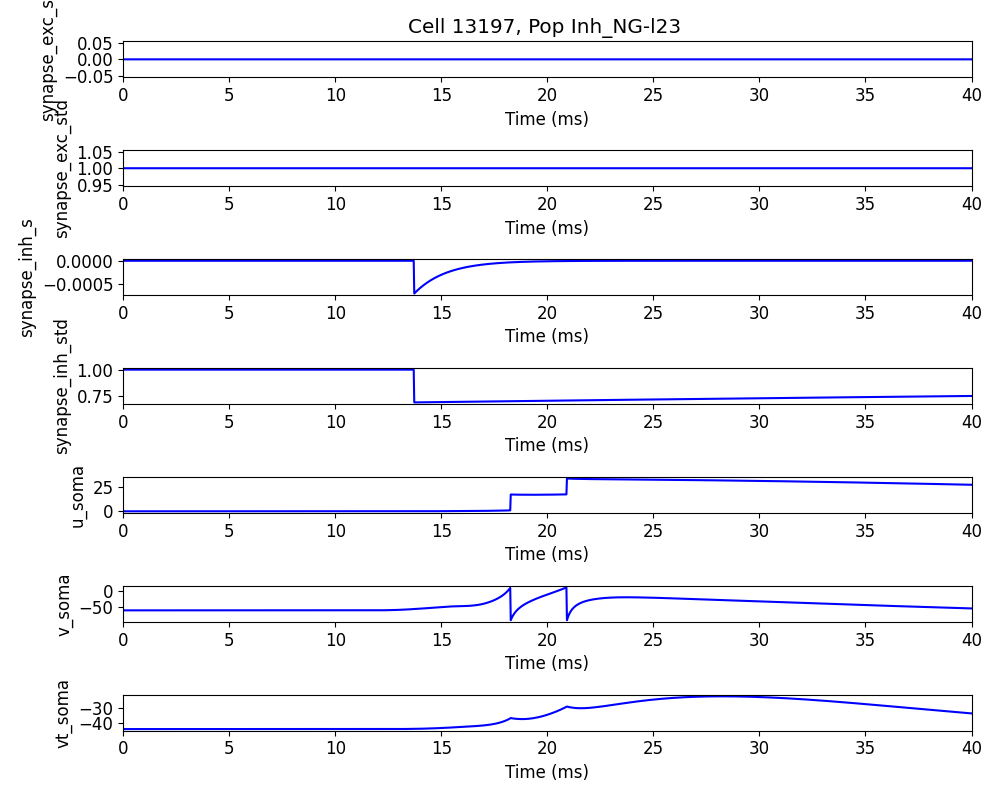 Cell 13197, Pop Inh_NG-l23
synapse_exc_s
0.05
0.00
−0.05
0 5 10 15 20 25 30 35 40
Time (ms)
synapse_exc_std
1.05
1.00
0.95
0 5 10 15 20 25 30 35 40
Time (ms)
synapse_inh_s
0.0000
−0.0005
0 5 10 15 20 25 30 35 40
Time (ms)
synapse_inh_std
1.00
0.75
0 5 10 15 20 25 30 35 40
Time (ms)
u_soma
25
0
0 5 10 15 20 25 30 35 40
Time (ms)
v_soma
0
−50
0 5 10 15 20 25 30 35 40
Time (ms)
vt_soma
−30
−40
0 5 10 15 20 25 30 35 40
Time (ms)